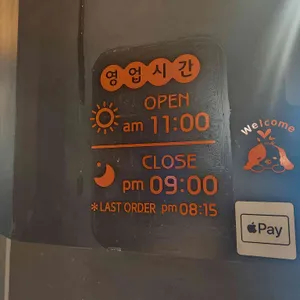 영업시간
OPEN
am 11:00
CLOSE
pm 09:00
*LAST ORDER pm 08:15
Welcome
Pay